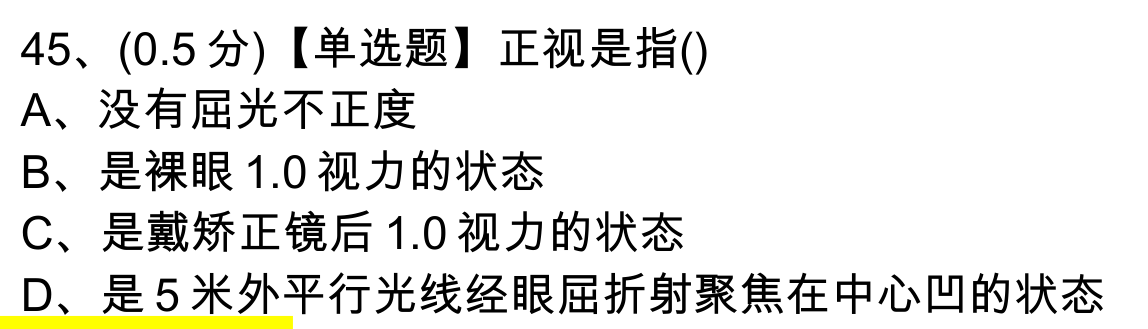 45、(0.5 分)【单选题】正视是指()
A、没有屈光不正度
B、是裸眼 1.0 视力的状态
C、是戴矫正镜后 1.0 视力的状态
D、是 5 米外平行光线经眼屈折射聚焦在中心凹的状态